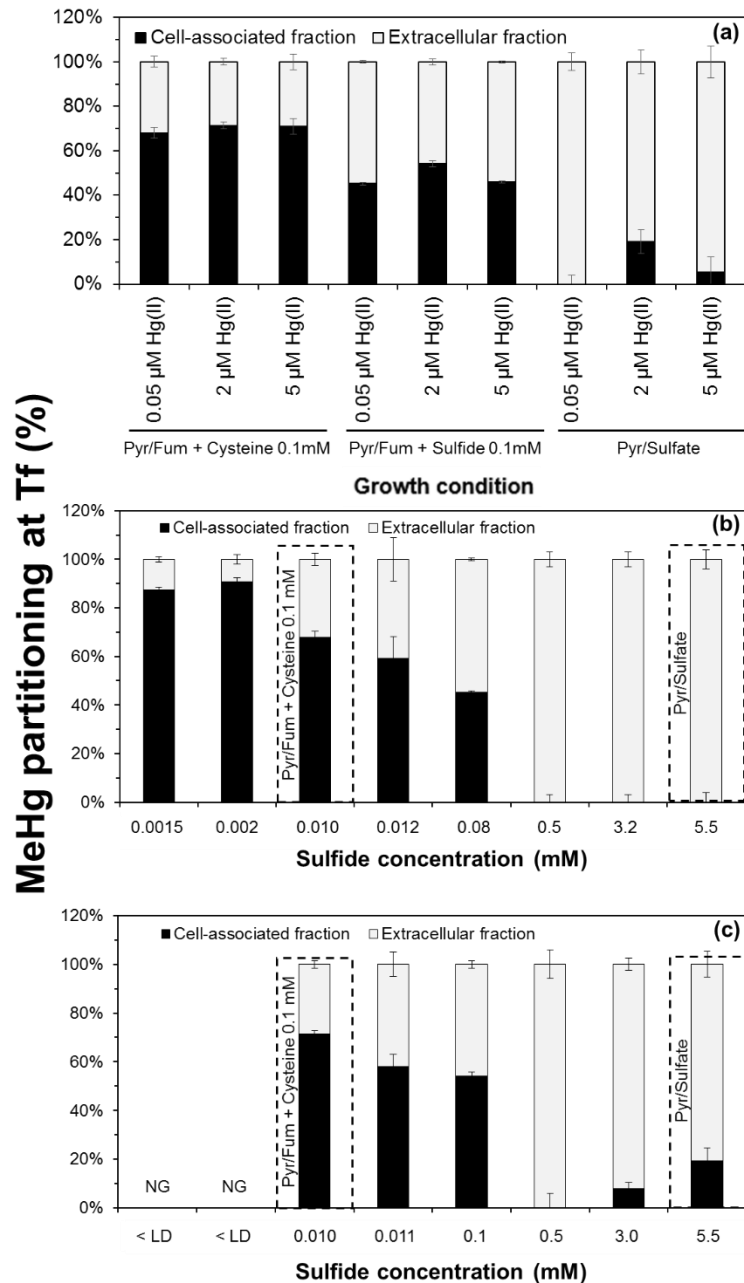 MeHg partitioning at Tf (%)
(a)
Cell-associated fraction Extracellular fraction
120%
100%
80%
60%
40%
20%
0%
0.05 µM Hg(II)
2 µM Hg(II)
5 µM Hg(II)
0.05 µM Hg(II)
2 µM Hg(II)
5 µM Hg(II)
0.05 µM Hg(II)
2 µM Hg(II)
5 µM Hg(II)
Pyr/Fum + Cysteine 0.1mM Pyr/Fum + Sulfide 0.1mM Pyr/Sulfate
Growth condition
(b)
Cell-associated fraction Extracellular fraction
120%
100%
80%
60%
40%
20%
0%
Pyr/Fum + Cysteine 0.1 mM
Pyr/Sulfate
0.0015 0.002 0.010 0.012 0.08 0.5 3.2 5.5
Sulfide concentration (mM)
(c)
Cell-associated fraction Extracellular fraction
120%
100%
80%
60%
40%
20%
0%
NG NG
Pyr/Fum + Cysteine 0.1 mM
Pyr/Sulfate
< LD < LD 0.010 0.011 0.1 0.5 3.0 5.5
Sulfide concentration (mM)